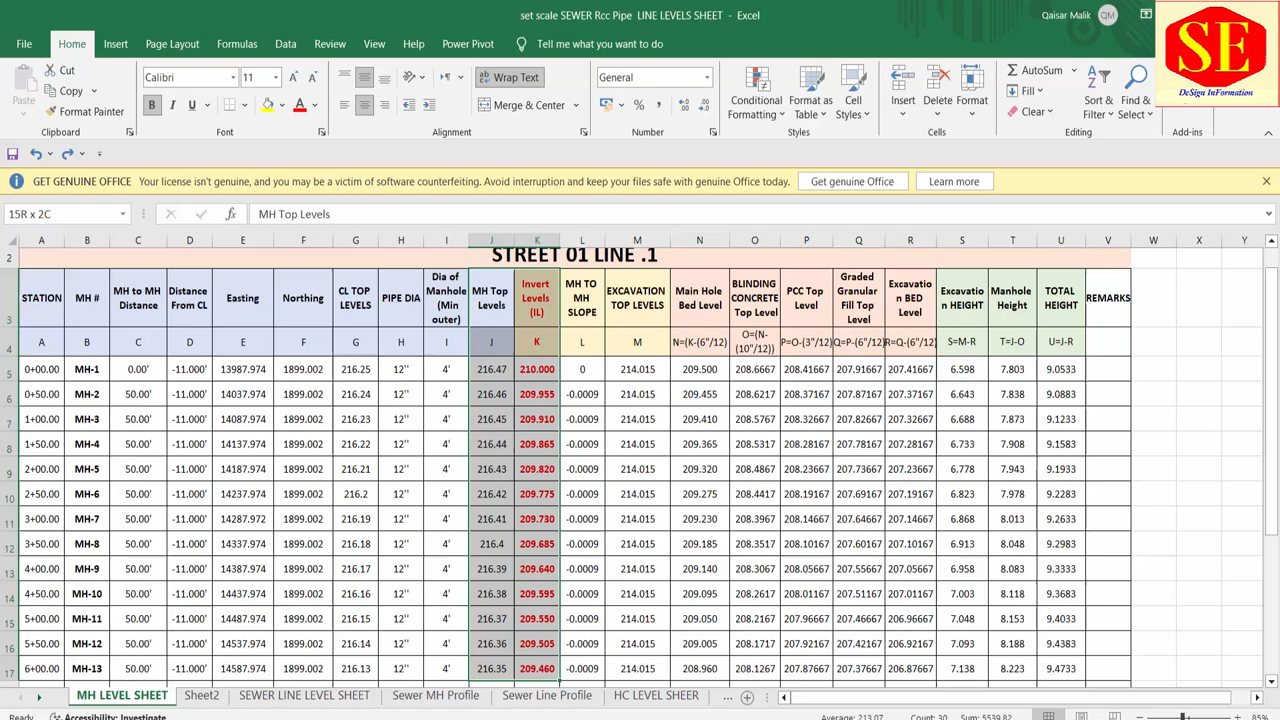 set scale SEWER Rcc Pipe LINE LEVELS SHEET - Excel
Qaisar Malik QM
SE
DeSign InFormation
File Home Insert Page Layout Formulas Data Review View Help Power Pivot Tell me what you want to do
Paste
Cut
Copy
Format Painter
Calibri 11
B I U
Wrap Text
Merge & Center
General
Conditional Formatting
Format as Table
Cell Styles
Insert Delete Format
AutoSum
Fill
Clear
Sort & Filter
Find & Select
Clipboard Font Alignment Number Styles Cells Editing Add-ins
GET GENUINE OFFICE Your license isn't genuine, and you may be a victim of software counterfeiting. Avoid interruption and keep your files safe with genuine Office today. Get genuine Office Learn more
15R x 2C fx MH Top Levels
A B C D E F G H I J K L M N O P Q R S T U V W X Y
2 STREET 01 LINE .1
3 STATION MH # MH to MH Distance Distance From CL Easting Northing CL TOP LEVELS PIPE DIA Dia of Manhole (Min outer) MH Top Levels Invert Levels (IL) MH TO MH SLOPE EXCAVATION TOP LEVELS Main Hole Bed Level BLINDING CONCRETE Top Level PCC Top Level Graded Granular Fill Top Level Excavatio n BED Level Excavatio n HEIGHT Manhole Height TOTAL HEIGHT REMARKS
4 A B C D E F G H I J K L M N=(K-(6"/12) O=(N-(10"/12)) P=O-(3"/12) Q=P-(6"/12) R=Q-(6"/12) S=M-R T=J-O U=J-R
5 0+00.00 MH-1 0.00' -11.000' 13987.974 1899.002 216.25 12'' 4' 216.47 210.000 0 214.015 209.500 208.6667 208.41667 207.91667 207.41667 6.598 7.803 9.0533
6 0+50.00 MH-2 50.00' -11.000' 14037.974 1899.002 216.24 12'' 4' 216.46 209.955 -0.0009 214.015 209.455 208.6217 208.37167 207.87167 207.37167 6.643 7.838 9.0883
7 1+00.00 MH-3 50.00' -11.000' 14087.974 1899.002 216.23 12'' 4' 216.45 209.910 -0.0009 214.015 209.410 208.5767 208.32667 207.82667 207.32667 6.688 7.873 9.1233
8 1+50.00 MH-4 50.00' -11.000' 14137.974 1899.002 216.22 12'' 4' 216.44 209.865 -0.0009 214.015 209.365 208.5317 208.28167 207.78167 207.28167 6.733 7.908 9.1583
9 2+00.00 MH-5 50.00' -11.000' 14187.974 1899.002 216.21 12'' 4' 216.43 209.820 -0.0009 214.015 209.320 208.4867 208.23667 207.73667 207.23667 6.778 7.943 9.1933
10 2+50.00 MH-6 50.00' -11.000' 14237.974 1899.002 216.2 12'' 4' 216.42 209.775 -0.0009 214.015 209.275 208.4417 208.19167 207.69167 207.19167 6.823 7.978 9.2283
11 3+00.00 MH-7 50.00' -11.000' 14287.972 1899.002 216.19 12'' 4' 216.41 209.730 -0.0009 214.015 209.230 208.3967 208.14667 207.64667 207.14667 6.868 8.013 9.2633
12 3+50.00 MH-8 50.00' -11.000' 14337.974 1899.002 216.18 12'' 4' 216.4 209.685 -0.0009 214.015 209.185 208.3517 208.10167 207.60167 207.10167 6.913 8.048 9.2983
13 4+00.00 MH-9 50.00' -11.000' 14387.974 1899.002 216.17 12'' 4' 216.39 209.640 -0.0009 214.015 209.140 208.3067 208.05667 207.55667 207.05667 6.958 8.083 9.3333
14 4+50.00 MH-10 50.00' -11.000' 14437.974 1899.002 216.16 12'' 4' 216.38 209.595 -0.0009 214.015 209.095 208.2617 208.01167 207.51167 207.01167 7.003 8.118 9.3683
15 5+00.00 MH-11 50.00' -11.000' 14487.974 1899.002 216.15 12'' 4' 216.37 209.550 -0.0009 214.015 209.050 208.2167 207.96667 207.46667 206.96667 7.048 8.153 9.4033
16 5+50.00 MH-12 50.00' -11.000' 14537.974 1899.002 216.14 12'' 4' 216.36 209.505 -0.0009 214.015 209.005 208.1717 207.92167 207.42167 206.92167 7.093 8.188 9.4383
17 6+00.00 MH-13 50.00' -11.000' 14587.974 1899.002 216.13 12'' 4' 216.35 209.460 -0.0009 214.015 208.960 208.1267 207.87667 207.37667 206.87667 7.138 8.223 9.4733
MH LEVEL SHEET Sheet2 SEWER LINE LEVEL SHEET Sewer MH Profile Sewer Line Profile HC LEVEL SHEER ...
Ready Accessibility: Investigate Average: 213.07 Count: 30 Sum: 5539.82 85%